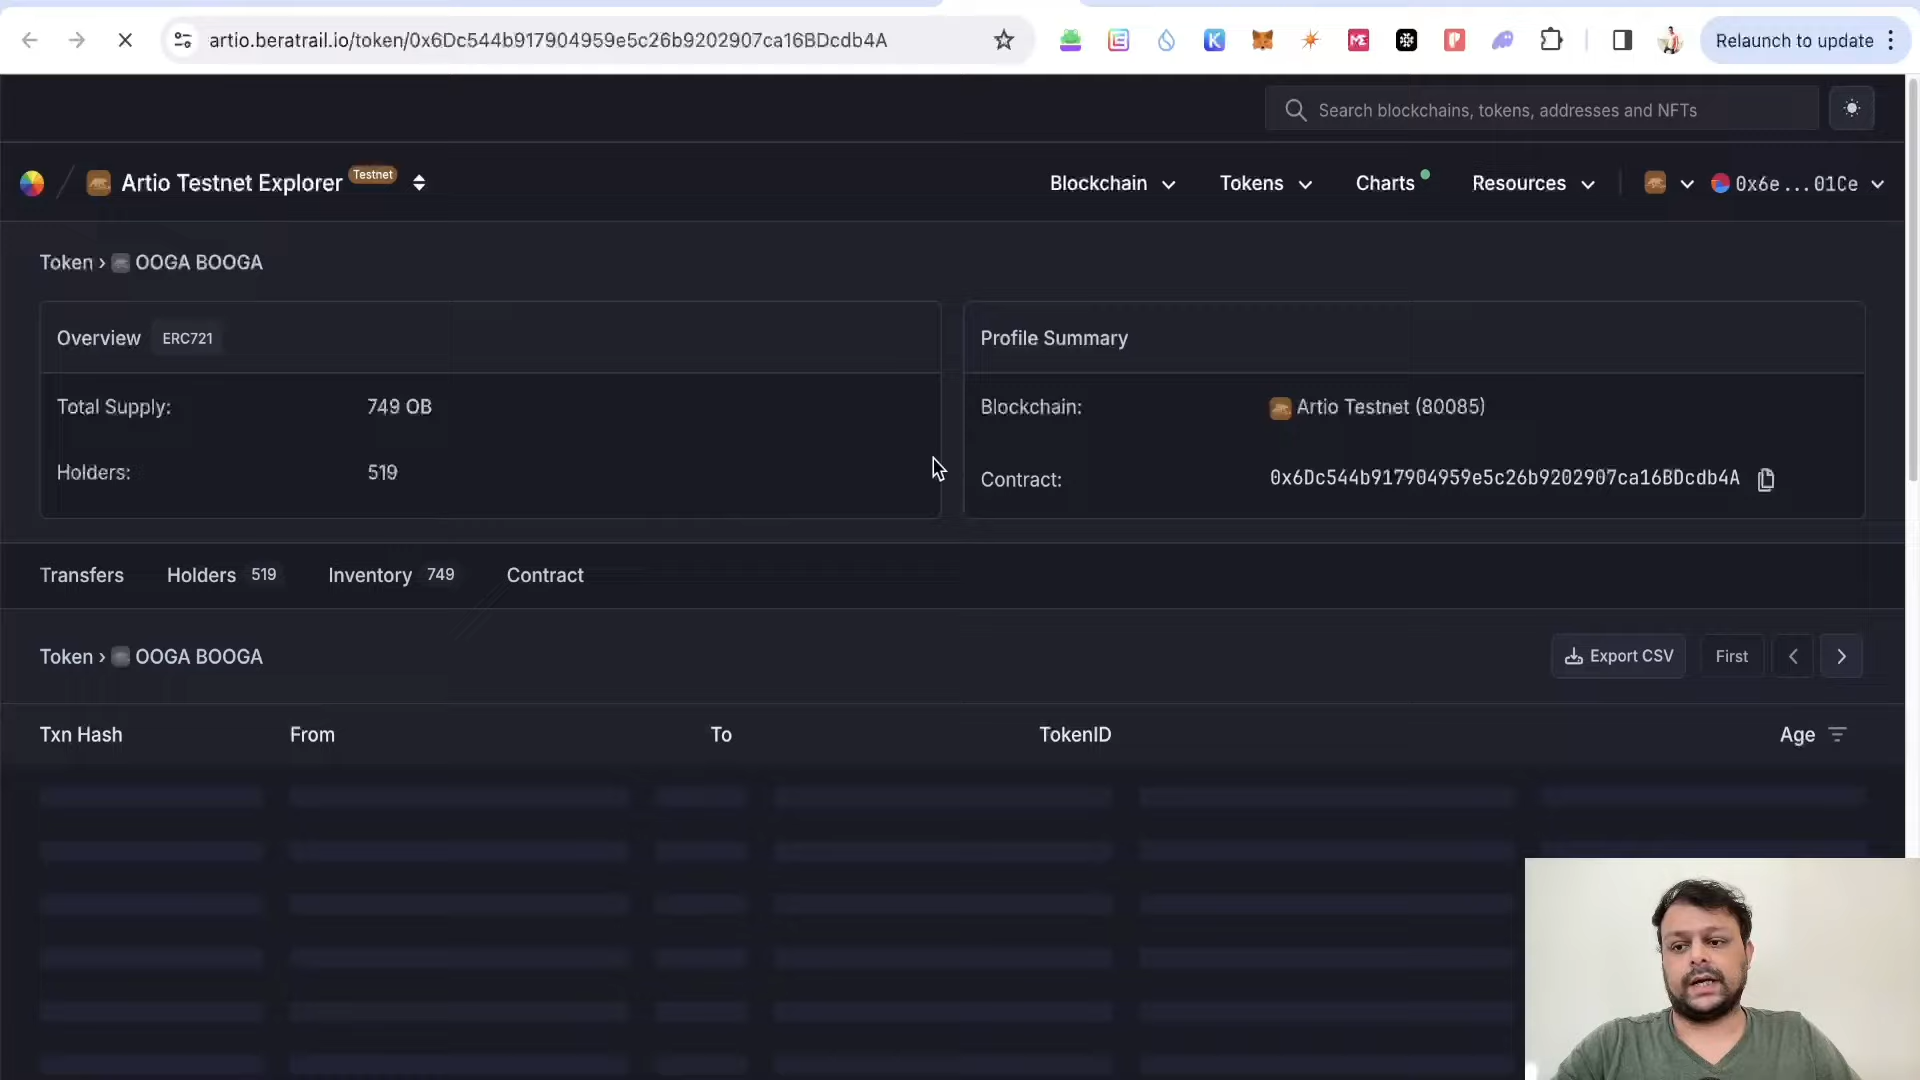 artio.beratrail.io/token/0x6Dc544b917904959e5c26b9202907ca16BDcdb4A
Relaunch to update
Search blockchains, tokens, addresses and NFTs
Artio Testnet Explorer
Testnet
Blockchain
Tokens
Charts
Resources
0x6e...01Ce
Token › OOGA BOOGA
Overview
ERC721
Total Supply:
749 OB
Holders:
519
Profile Summary
Blockchain:
Artio Testnet (80085)
Contract:
0x6Dc544b917904959e5c26b9202907ca16BDcdb4A
Transfers
Holders 519
Inventory 749
Contract
Token › OOGA BOOGA
Export CSV
First
Txn Hash
From
To
TokenID
Age